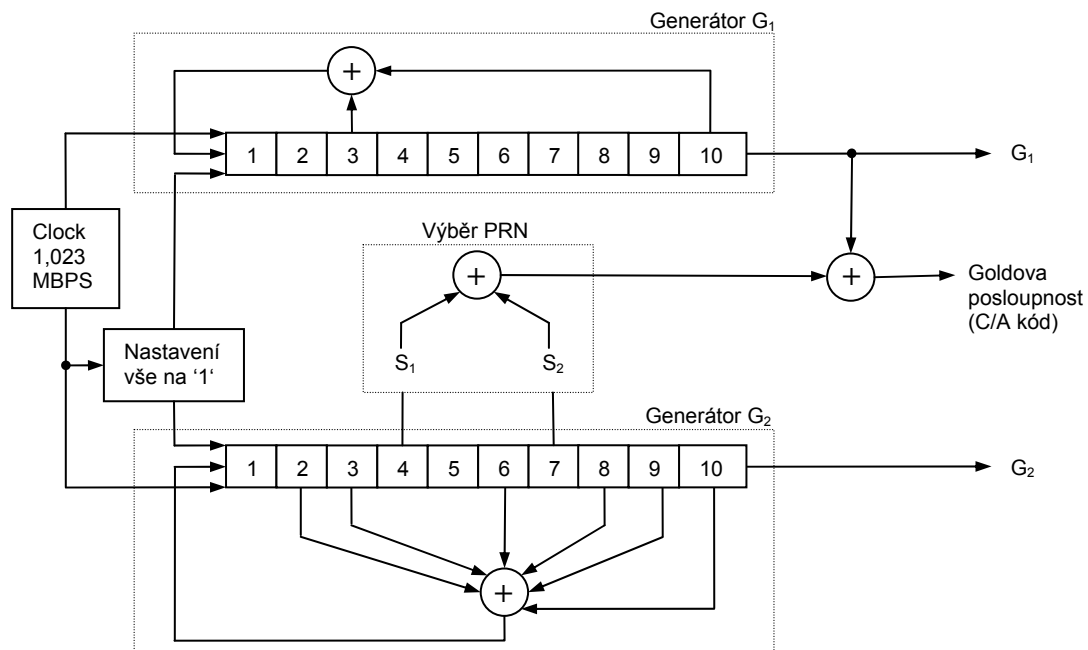 Generátor G₁
+
1 2 3 4 5 6 7 8 9 10
G₁
Clock
1,023
MBPS
Výběr PRN
+
+
Goldova
posloupnost
(C/A kód)
S₁ S₂
Nastavení
vše na ‘1‘
Generátor G₂
1 2 3 4 5 6 7 8 9 10
G₂
+